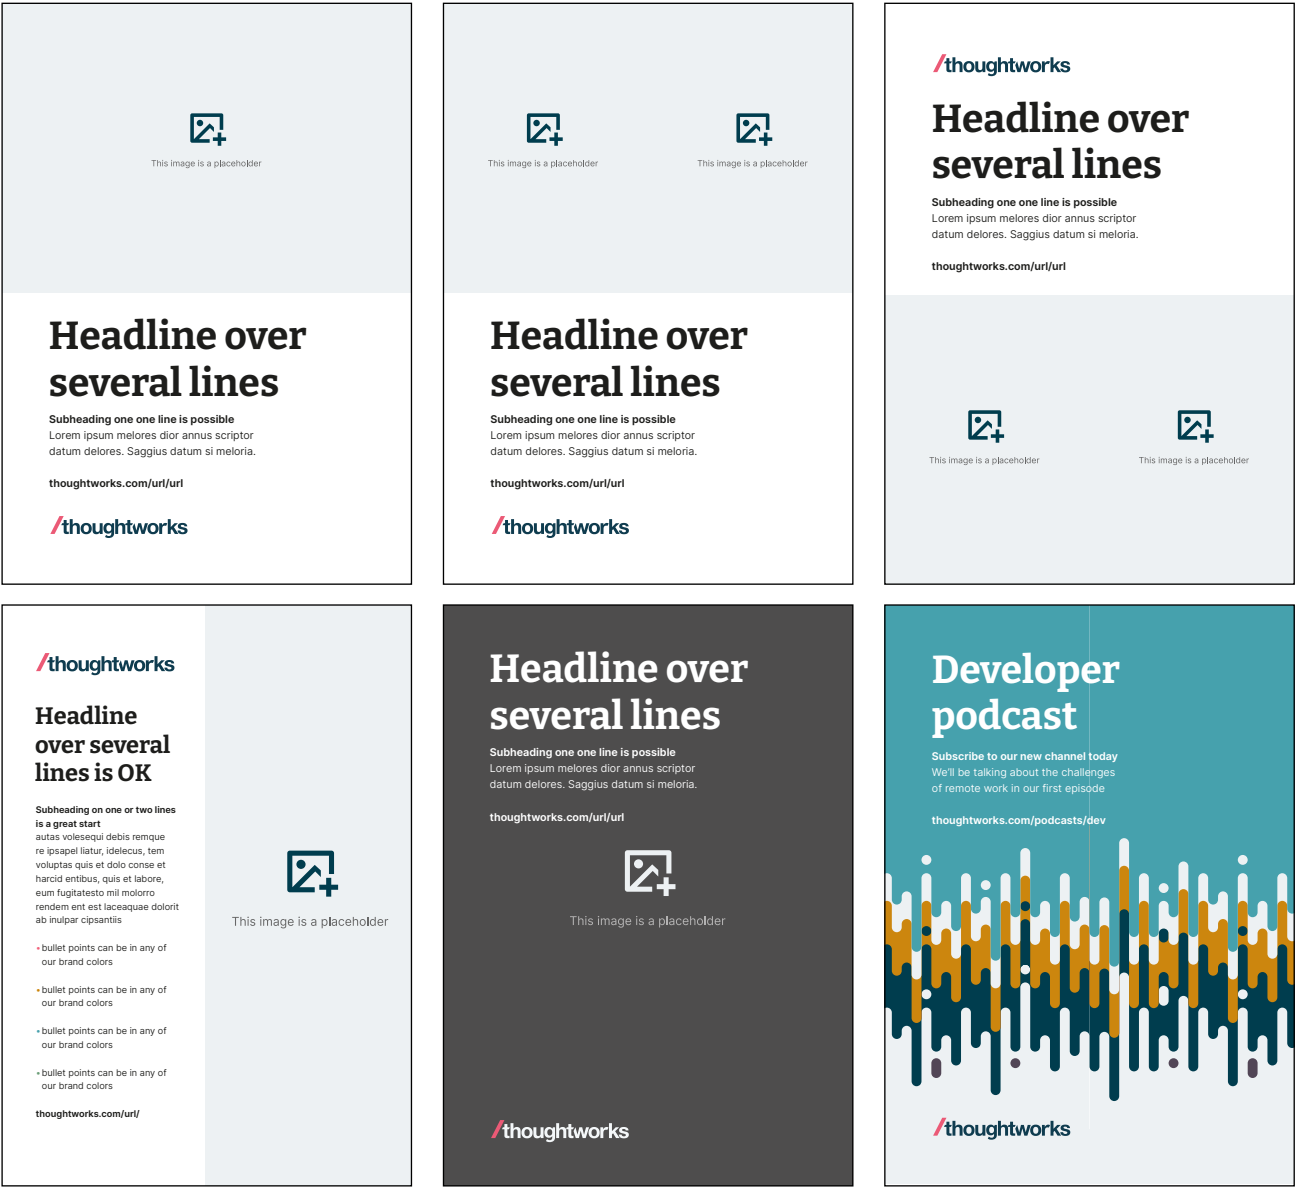 This image is a placeholder
Headline over
several lines
Subheading one one line is possible
Lorem ipsum melores dior annus scriptor
datum delores. Saggius datum si meloria.
thoughtworks.com/url/url
/thoughtworks
This image is a placeholder
This image is a placeholder
Headline over
several lines
Subheading one one line is possible
Lorem ipsum melores dior annus scriptor
datum delores. Saggius datum si meloria.
thoughtworks.com/url/url
/thoughtworks
/thoughtworks
Headline over
several lines
Subheading one one line is possible
Lorem ipsum melores dior annus scriptor
datum delores. Saggius datum si meloria.
thoughtworks.com/url/url
This image is a placeholder
This image is a placeholder
/thoughtworks
Headline
over several
lines is OK
Subheading on one or two lines
is a great start
autas volesequi debis remque
re ipsapel liatur, idelecus, tem
voluptas quis et dolo conse et
harcid entibus, quis et labore,
eum fugitatesto mil molorro
rendem ent est laceaquae dolorit
ab inulpar cipsantiis
• bullet points can be in any of
our brand colors
• bullet points can be in any of
our brand colors
• bullet points can be in any of
our brand colors
• bullet points can be in any of
our brand colors
thoughtworks.com/url/
This image is a placeholder
Headline over
several lines
Subheading one one line is possible
Lorem ipsum melores dior annus scriptor
datum delores. Saggius datum si meloria.
thoughtworks.com/url/url
This image is a placeholder
/thoughtworks
Developer
podcast
Subscribe to our new channel today
We'll be talking about the challenges
of remote work in our first episode
thoughtworks.com/podcasts/dev
/thoughtworks